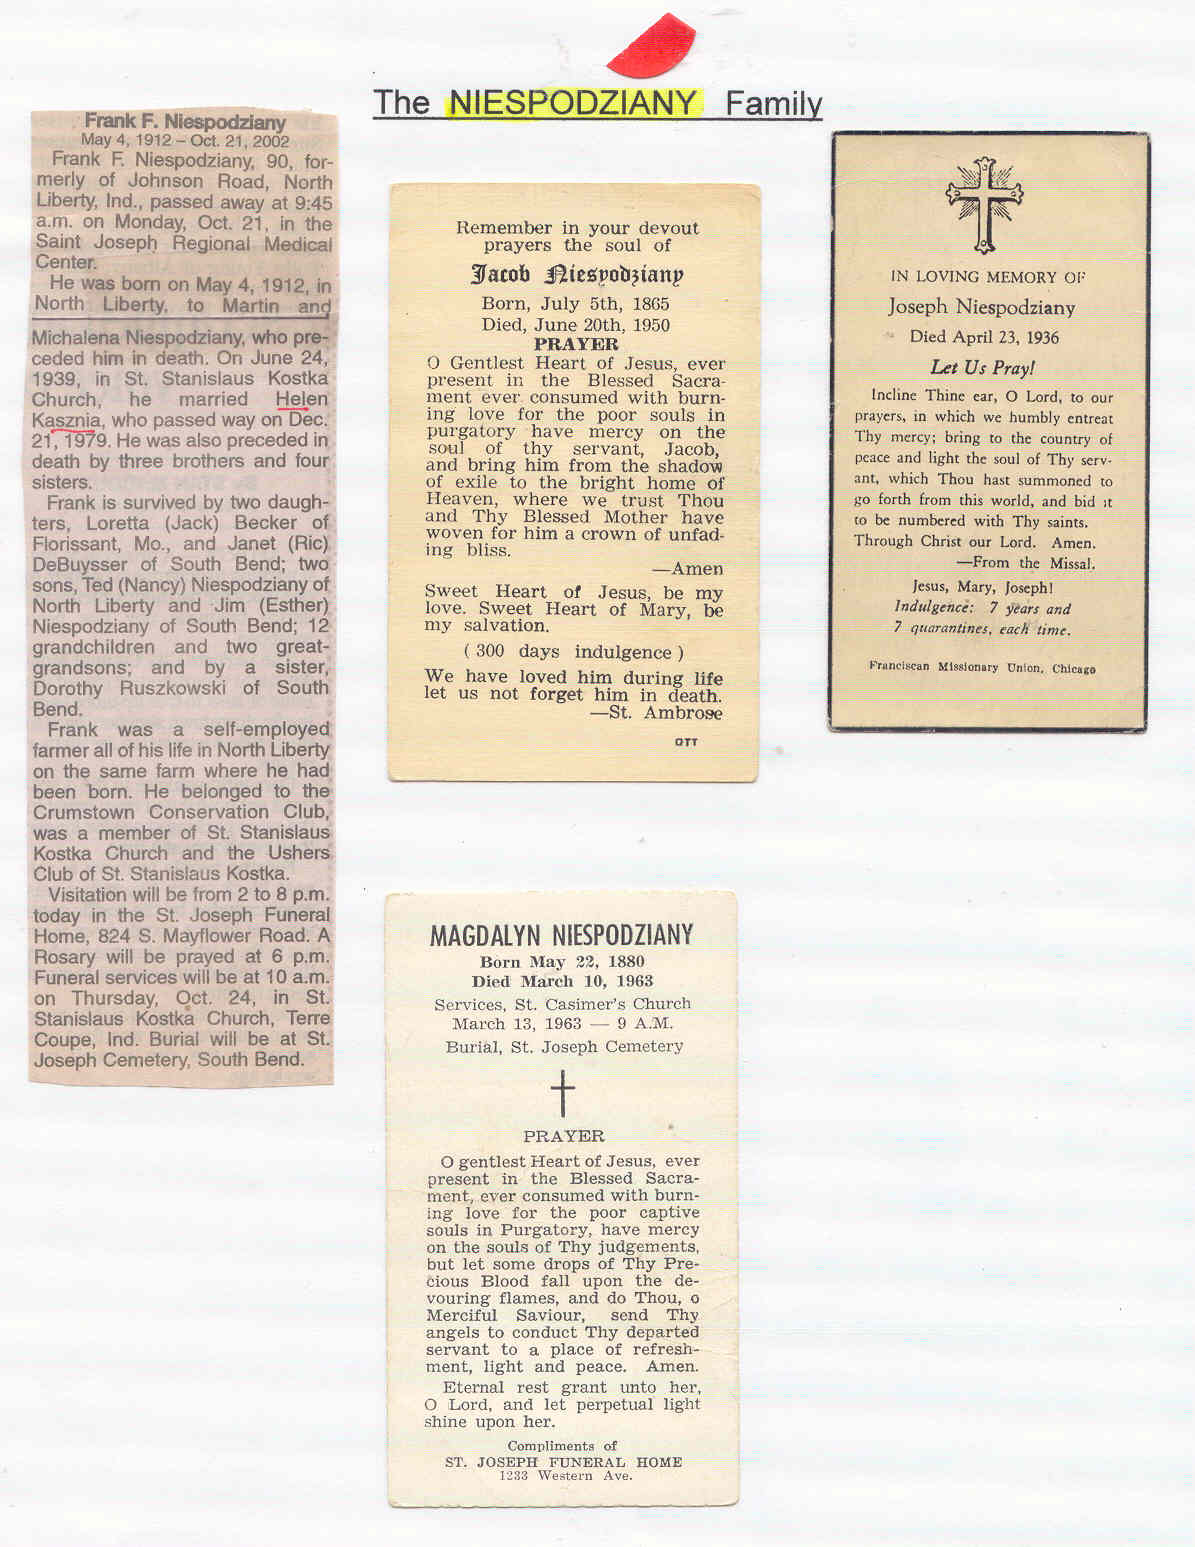 The NIESPODZIANY Family
Frank F. Niespodziany
May 4, 1912 – Oct. 21, 2002
Frank F. Niespodziany, 90, for-
merly of Johnson Road, North
Liberty, Ind., passed away at 9:45
a.m. on Monday, Oct. 21, in the
Saint Joseph Regional Medical
Center.
He was born on May 4, 1912, in
North Liberty, to Martin and
Michalena Niespodziany, who pre-
ceded him in death. On June 24,
1939, in St. Stanislaus Kostka
Church, he married Helen
Kasznia, who passed way on Dec.
21, 1979. He was also preceded in
death by three brothers and four
sisters.
Frank is survived by two daugh-
ters, Loretta (Jack) Becker of
Florissant, Mo., and Janet (Ric)
DeBuysser of South Bend; two
sons, Ted (Nancy) Niespodziany of
North Liberty and Jim (Esther)
Niespodziany of South Bend; 12
grandchildren and two great-
grandsons; and by a sister,
Dorothy Ruszkowski of South
Bend.
Frank was a self-employed
farmer all of his life in North Liberty
on the same farm where he had
been born. He belonged to the
Crumstown Conservation Club,
was a member of St. Stanislaus
Kostka Church and the Ushers
Club of St. Stanislaus Kostka.
Visitation will be from 2 to 8 p.m.
today in the St. Joseph Funeral
Home, 824 S. Mayflower Road. A
Rosary will be prayed at 6 p.m.
Funeral services will be at 10 a.m.
on Thursday, Oct. 24, in St.
Stanislaus Kostka Church, Terre
Coupe, Ind. Burial will be at St.
Joseph Cemetery, South Bend.
Remember in your devout
prayers the soul of
Jacob Niespodziany
Born, July 5th, 1865
Died, June 20th, 1950
PRAYER
O Gentlest Heart of Jesus, ever
present in the Blessed Sacra-
ment ever consumed with burn-
ing love for the poor souls in
purgatory have mercy on the
soul of thy servant, Jacob,
and bring him from the shadow
of exile to the bright home of
Heaven, where we trust Thou
and Thy Blessed Mother have
woven for him a crown of unfad-
ing bliss.
—Amen
Sweet Heart of Jesus, be my
love. Sweet Heart of Mary, be
my salvation.
( 300 days indulgence )
We have loved him during life
let us not forget him in death.
—St. Ambrose
OTT
IN LOVING MEMORY OF
Joseph Niespodziany
Died April 23, 1936
Let Us Pray!
Incline Thine ear, O Lord, to our
prayers, in which we humbly entreat
Thy mercy; bring to the country of
peace and light the soul of Thy serv-
ant, which Thou hast summoned to
go forth from this world, and bid it
to be numbered with Thy saints.
Through Christ our Lord. Amen.
—From the Missal.
Jesus, Mary, Joseph!
Indulgence: 7 years and
7 quarantines, each time.
Franciscan Missionary Union, Chicago
MAGDALYN NIESPODZIANY
Born May 22, 1880
Died March 10, 1963
Services, St. Casimer's Church
March 13, 1963 — 9 A.M.
Burial, St. Joseph Cemetery
PRAYER
O gentlest Heart of Jesus, ever
present in the Blessed Sacra-
ment, ever consumed with burn-
ing love for the poor captive
souls in Purgatory, have mercy
on the souls of Thy judgements,
but let some drops of Thy Pre-
cious Blood fall upon the de-
vouring flames, and do Thou, o
Merciful Saviour, send Thy
angels to conduct Thy departed
servant to a place of refresh-
ment, light and peace. Amen.
Eternal rest grant unto her,
O Lord, and let perpetual light
shine upon her.
Compliments of
ST. JOSEPH FUNERAL HOME
1233 Western Ave.